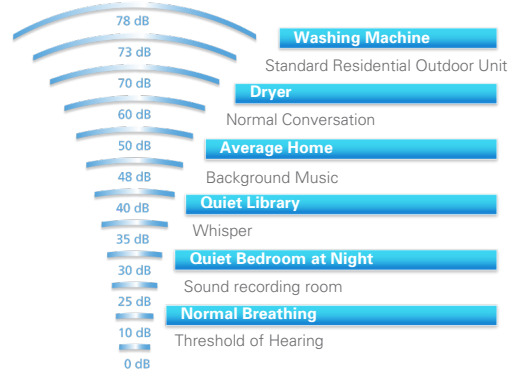 78 dB
Washing Machine
73 dB
Standard Residential Outdoor Unit
70 dB
Dryer
60 dB
Normal Conversation
50 dB
Average Home
48 dB
Background Music
40 dB
Quiet Library
35 dB
Whisper
30 dB
Quiet Bedroom at Night
25 dB
Sound recording room
10 dB
Normal Breathing
0 dB
Threshold of Hearing